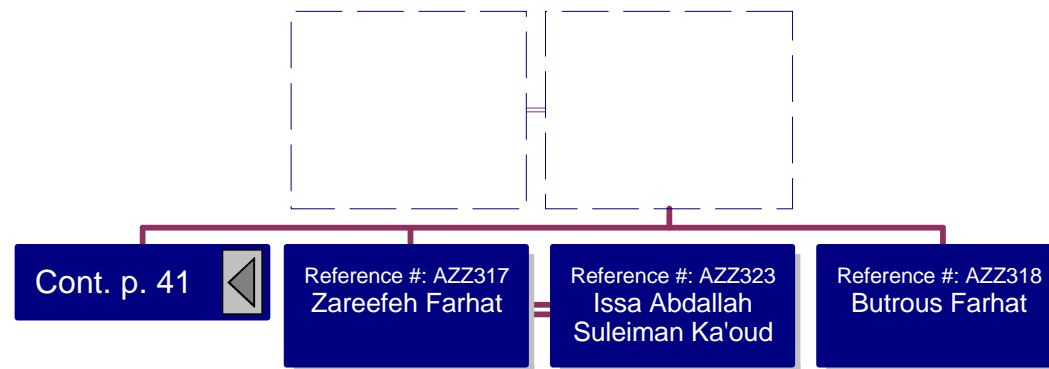 Cont. p. 41
Reference #: AZZ317
Zareefeh Farhat
Reference #: AZZ323
Issa Abdallah
Suleiman Ka'oud
Reference #: AZZ318
Butrous Farhat